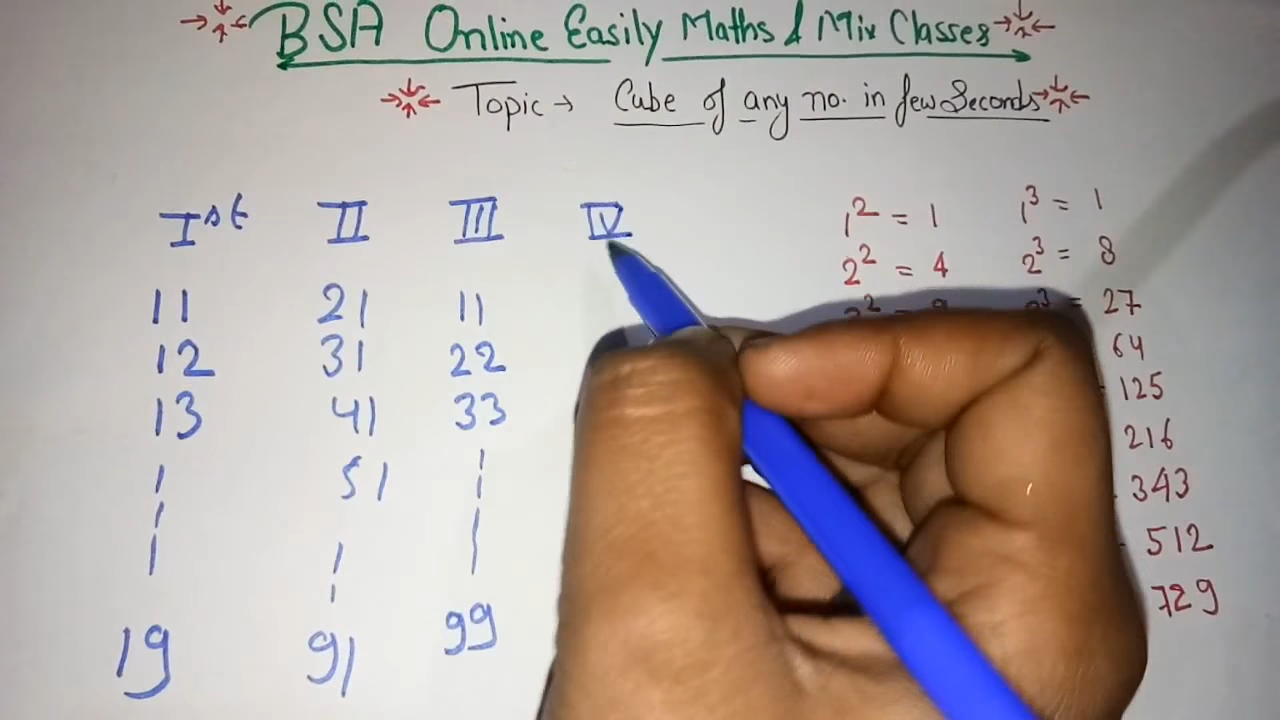 BSA Online Easily Maths & Mix Classes
Topic → Cube of any no. in few Seconds
Ist II III IV
11 21 11
12 31 22
13 41 33
51
19 91 99
1² = 1 1³ = 1
2² = 4 2³ = 8
27
64
125
216
343
512
729